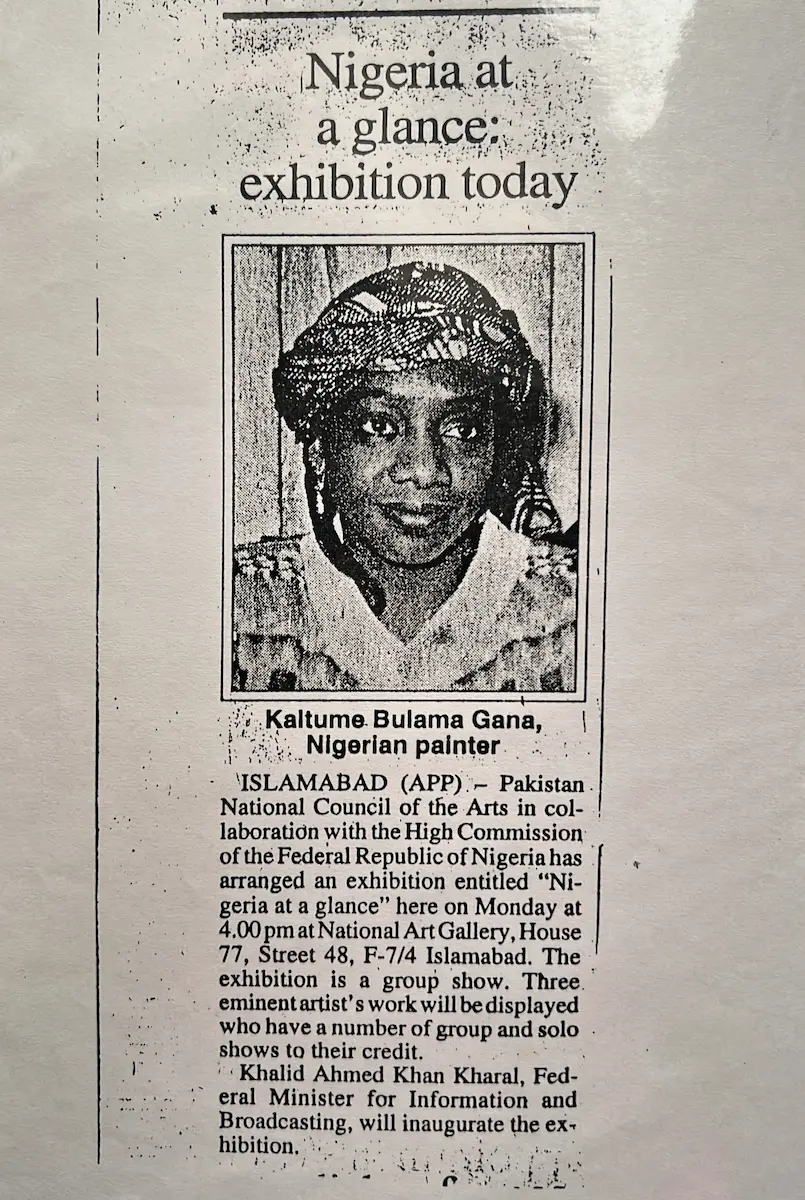 Nigeria at
a glance:
exhibition today
Kaltume Bulama Gana,
Nigerian painter
ISLAMABAD (APP) – Pakistan
National Council of the Arts in col-
laboration with the High Commission
of the Federal Republic of Nigeria has
arranged an exhibition entitled “Ni-
geria at a glance” here on Monday at
4.00 pm at National Art Gallery, House
77, Street 48, F-7/4 Islamabad. The
exhibition is a group show. Three
eminent artist’s work will be displayed
who have a number of group and solo
shows to their credit.
Khalid Ahmed Khan Kharal, Fed-
eral Minister for Information and
Broadcasting, will inaugurate the ex-
hibition.